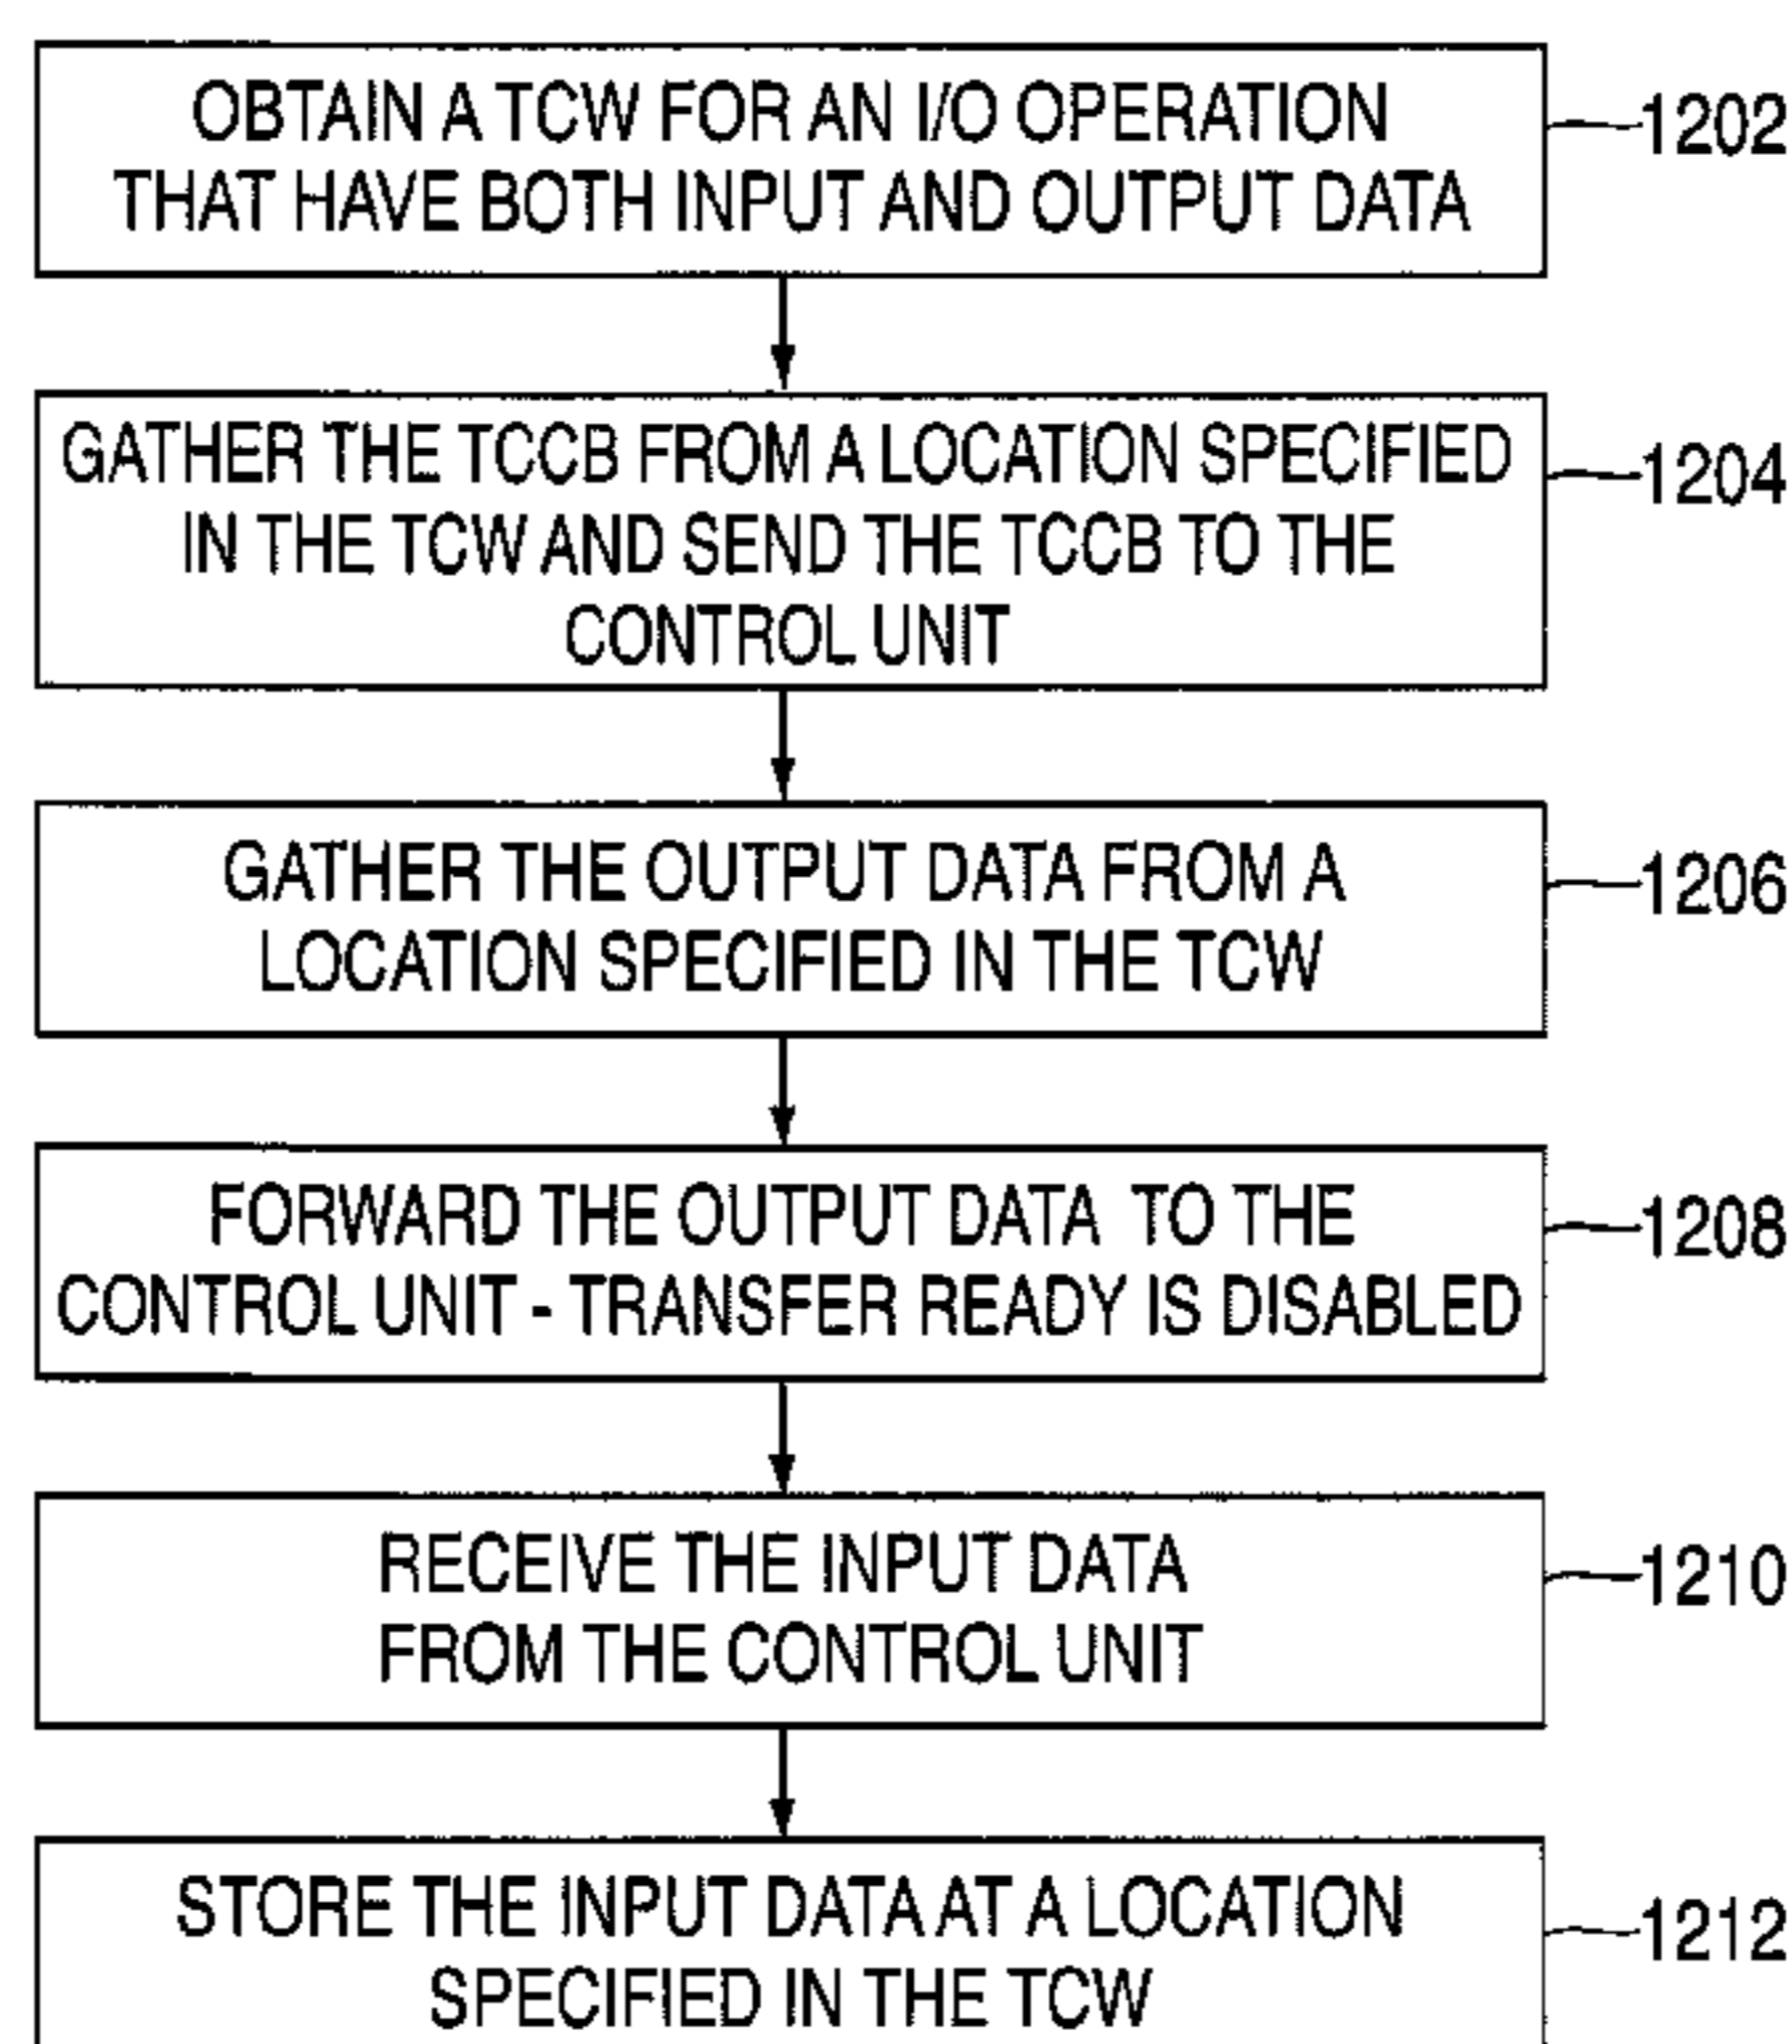 OBTAIN A TCW FOR AN I/O OPERATION
THAT HAVE BOTH INPUT AND OUTPUT DATA
1202
GATHER THE TCCB FROM A LOCATION SPECIFIED
IN THE TCW AND SEND THE TCCB TO THE
CONTROL UNIT
1204
GATHER THE OUTPUT DATA FROM A
LOCATION SPECIFIED IN THE TCW
1206
FORWARD THE OUTPUT DATA TO THE
CONTROL UNIT - TRANSFER READY IS DISABLED
1208
RECEIVE THE INPUT DATA
FROM THE CONTROL UNIT
1210
STORE THE INPUT DATA AT A LOCATION
SPECIFIED IN THE TCW
1212